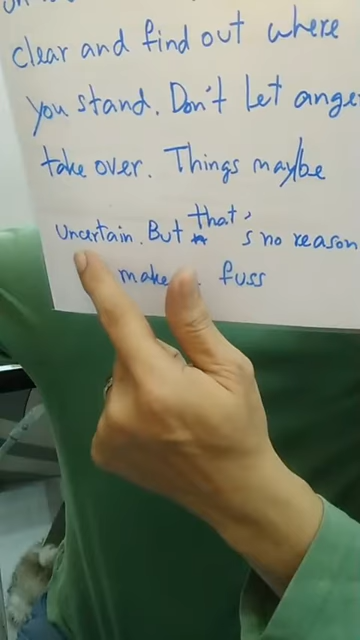 clear and find out where
you stand. Don't let ange
take over. Things maybe
Uncertain. But that's no reason
make fuss